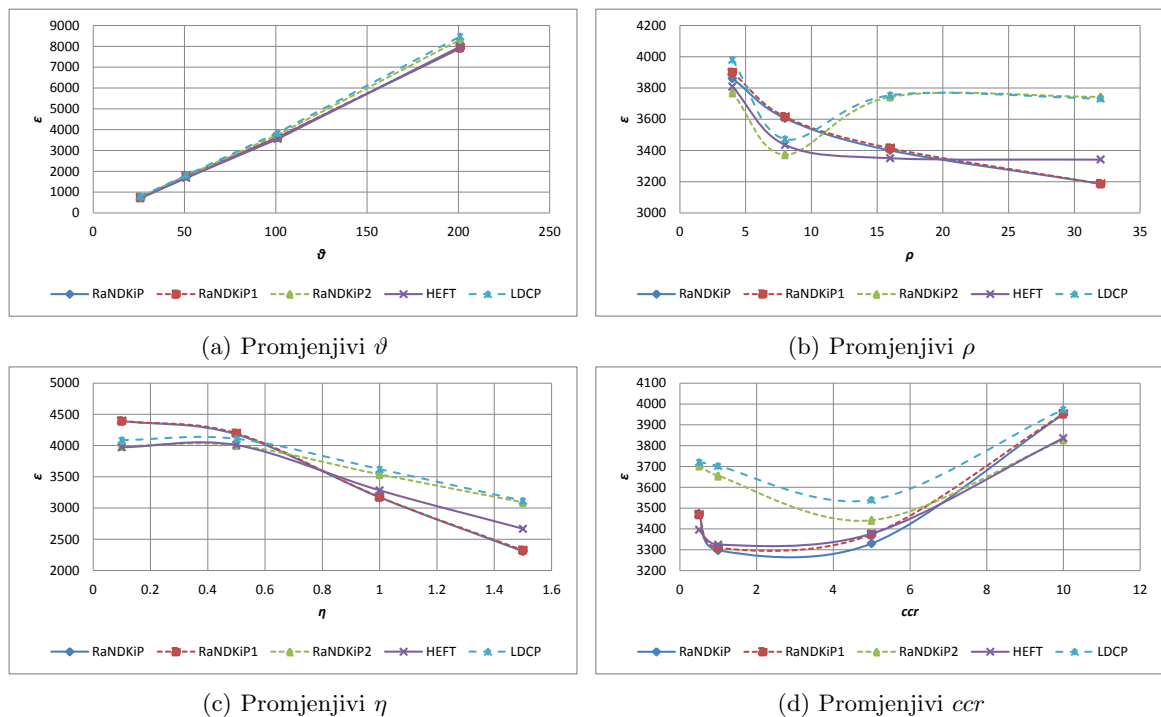 9000
8000
7000
6000
5000
4000
3000
2000
1000
0
ε
0 50 100 150 200 250
ϑ
RaNDKiP RaNDKiP1 RaNDKiP2 HEFT LDCP
(a) Promjenjivi ϑ
4200
4000
3800
3600
3400
3200
3000
ε
0 5 10 15 20 25 30 35
ρ
RaNDKiP RaNDKiP1 RaNDKiP2 HEFT LDCP
(b) Promjenjivi ρ
5000
4500
4000
3500
3000
2500
2000
ε
0 0.2 0.4 0.6 0.8 1 1.2 1.4 1.6
η
RaNDKiP RaNDKiP1 RaNDKiP2 HEFT LDCP
(c) Promjenjivi η
4100
4000
3900
3800
3700
3600
3500
3400
3300
3200
ε
0 2 4 6 8 10 12
ccr
RaNDKiP RaNDKiP1 RaNDKiP2 HEFT LDCP
(d) Promjenjivi ccr